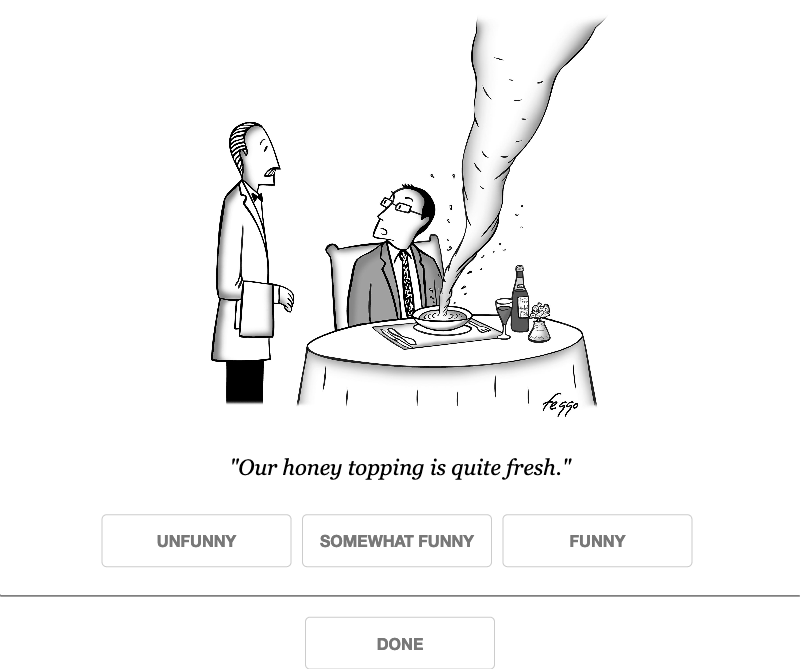 feggo
"Our honey topping is quite fresh."
UNFUNNY
SOMEWHAT FUNNY
FUNNY
DONE